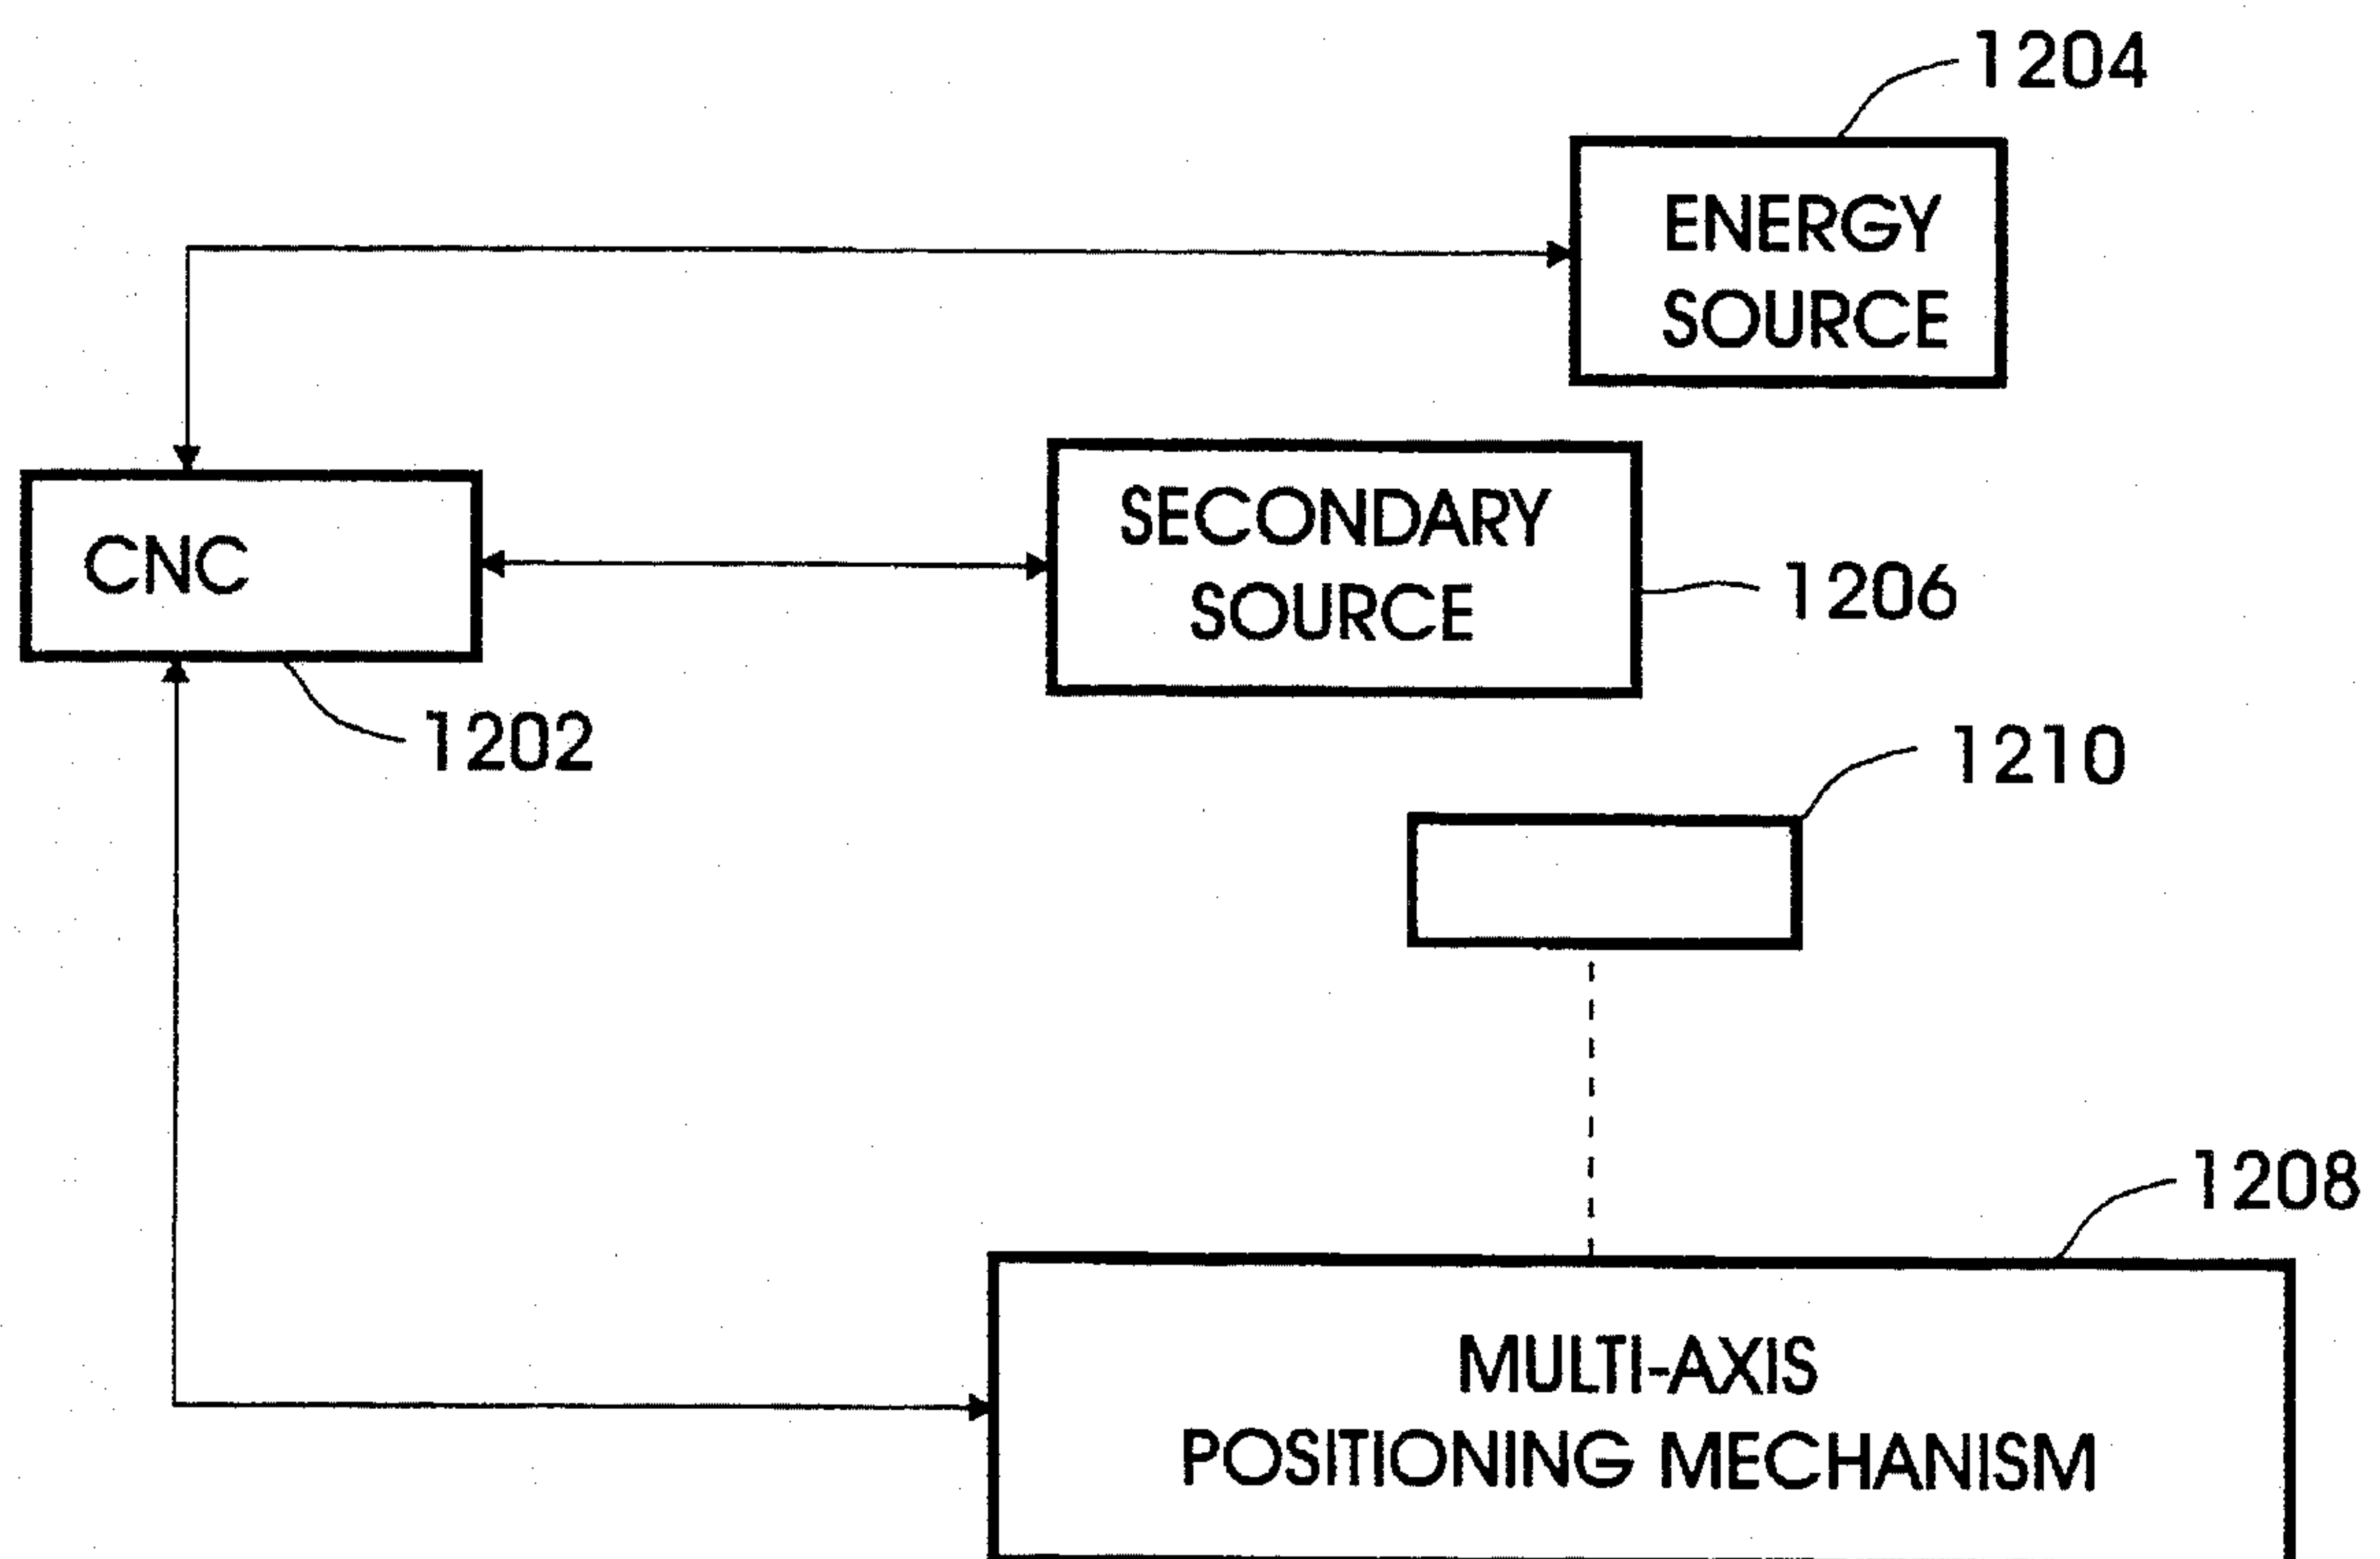 1204
ENERGY
SOURCE
CNC
SECONDARY
SOURCE
1206
1202
1210
1208
MULTI-AXIS
POSITIONING MECHANISM